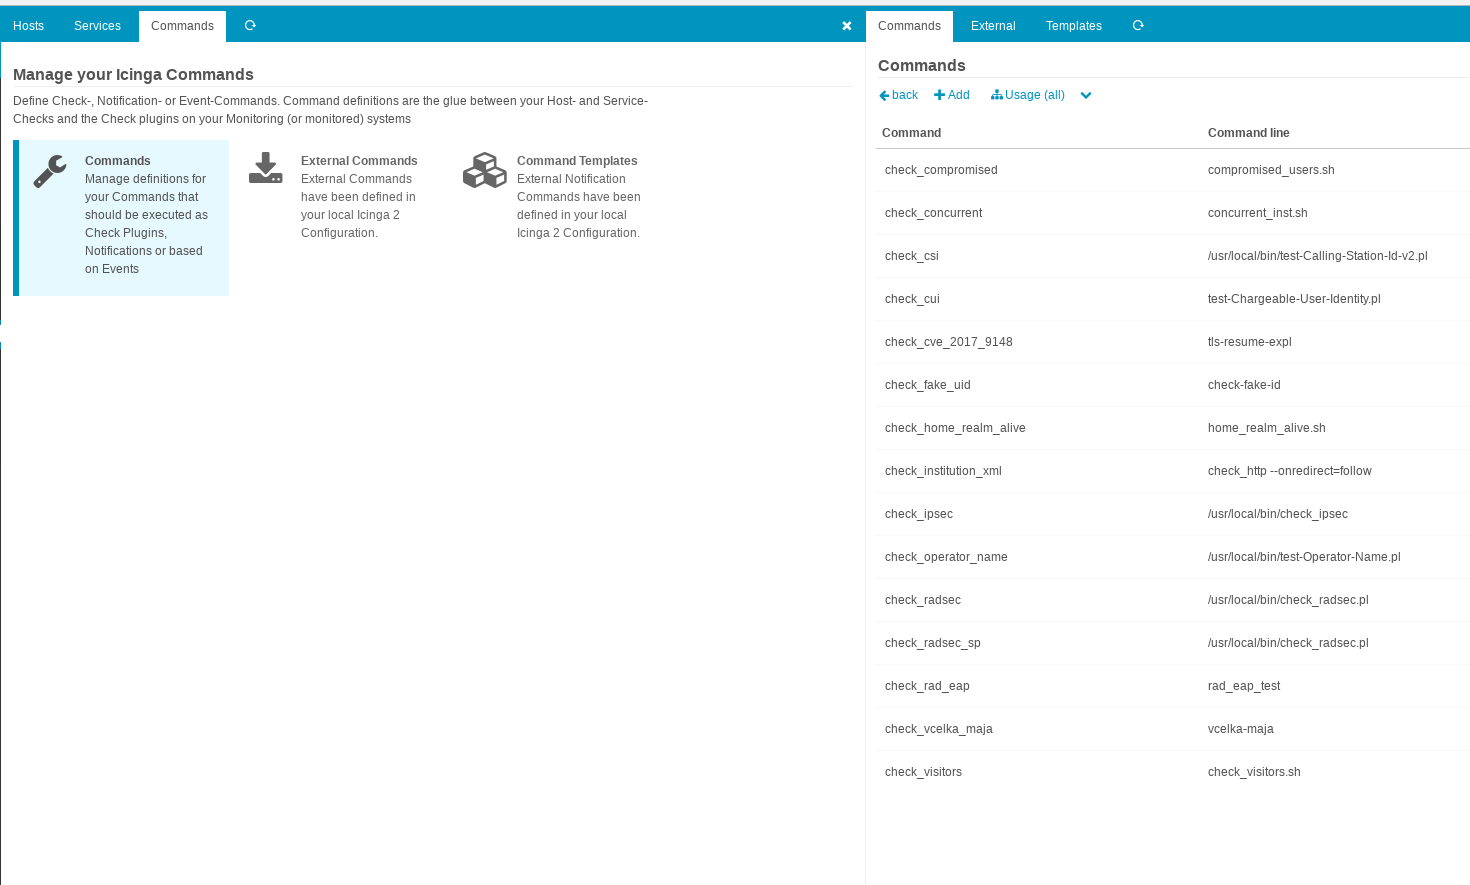 Hosts Services Commands
Manage your Icinga Commands
Define Check-, Notification- or Event-Commands. Command definitions are the glue between your Host- and Service-
Checks and the Check plugins on your Monitoring (or monitored) systems
Commands
Manage definitions for
your Commands that
should be executed as
Check Plugins,
Notifications or based
on Events
External Commands
External Commands
have been defined in
your local Icinga 2
Configuration.
Command Templates
External Notification
Commands have been
defined in your local
Icinga 2 Configuration.
Commands External Templates
Commands
back Add Usage (all)
Command Command line
check_compromised compromised_users.sh
check_concurrent concurrent_inst.sh
check_csi /usr/local/bin/test-Calling-Station-Id-v2.pl
check_cui test-Chargeable-User-Identity.pl
check_cve_2017_9148 tls-resume-expl
check_fake_uid check-fake-id
check_home_realm_alive home_realm_alive.sh
check_institution_xml check_http --onredirect=follow
check_ipsec /usr/local/bin/check_ipsec
check_operator_name /usr/local/bin/test-Operator-Name.pl
check_radsec /usr/local/bin/check_radsec.pl
check_radsec_sp /usr/local/bin/check_radsec.pl
check_rad_eap rad_eap_test
check_vcelka_maja vcelka-maja
check_visitors check_visitors.sh